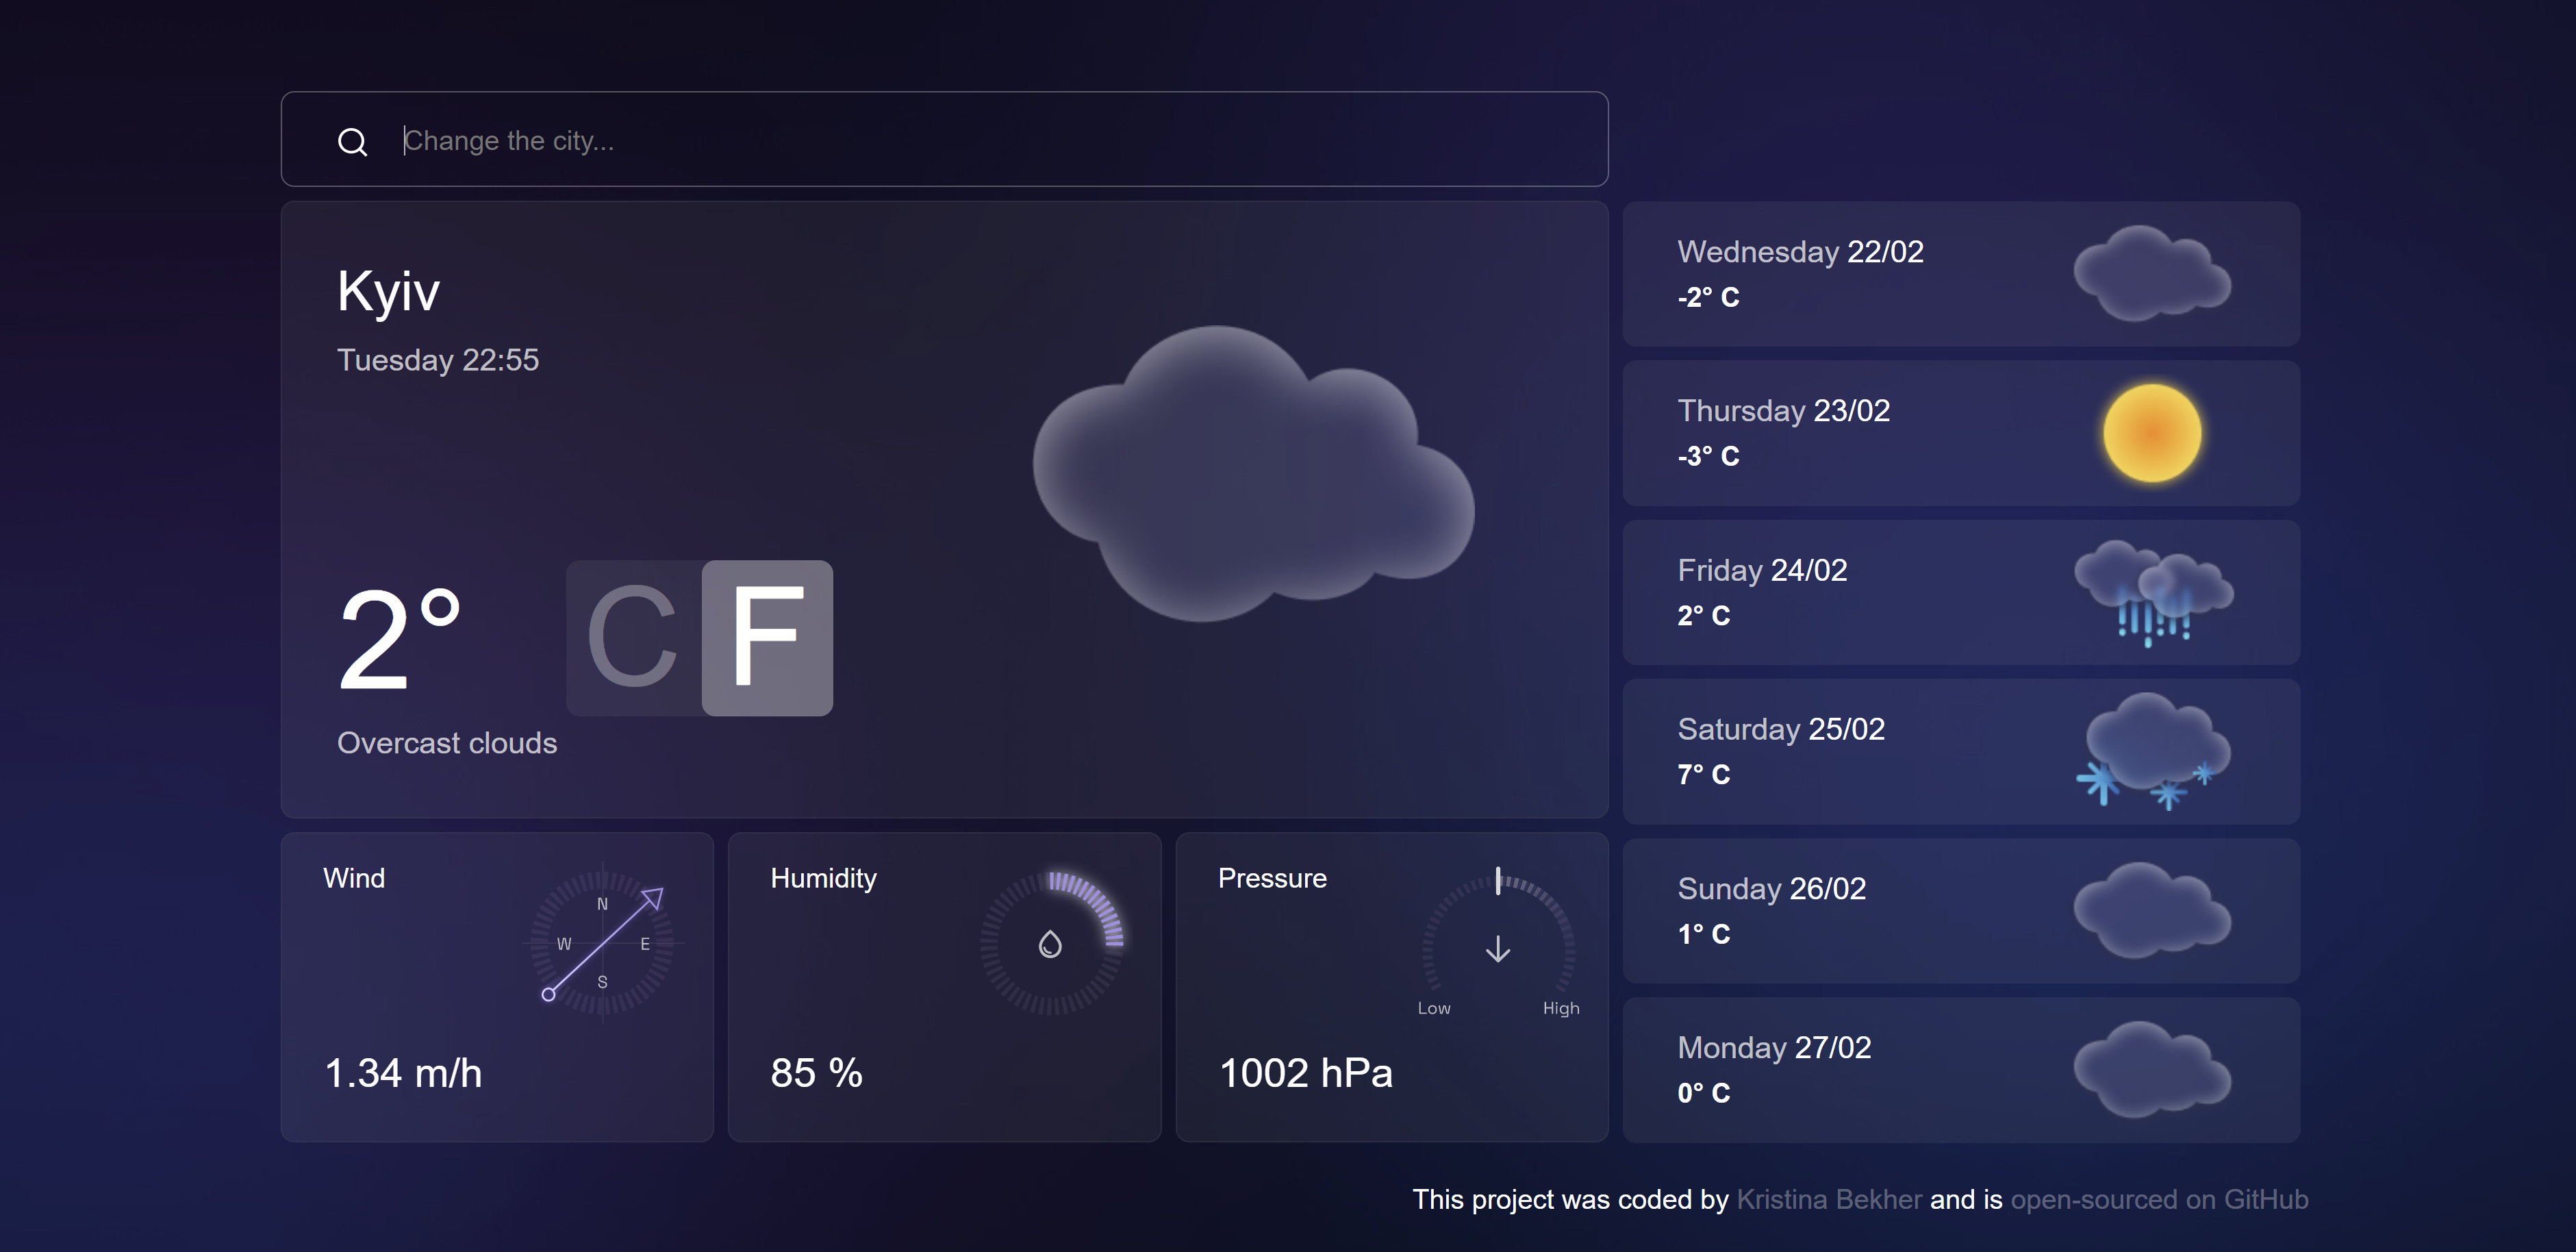 Change the city...
Kyiv
Tuesday 22:55
2° C F
Overcast clouds
Wind
N
W E
S
1.34 m/h
Humidity
85 %
Pressure
Low High
1002 hPa
Wednesday 22/02
-2° C
Thursday 23/02
-3° C
Friday 24/02
2° C
Saturday 25/02
7° C
Sunday 26/02
1° C
Monday 27/02
0° C
This project was coded by Kristina Bekher and is open-sourced on GitHub